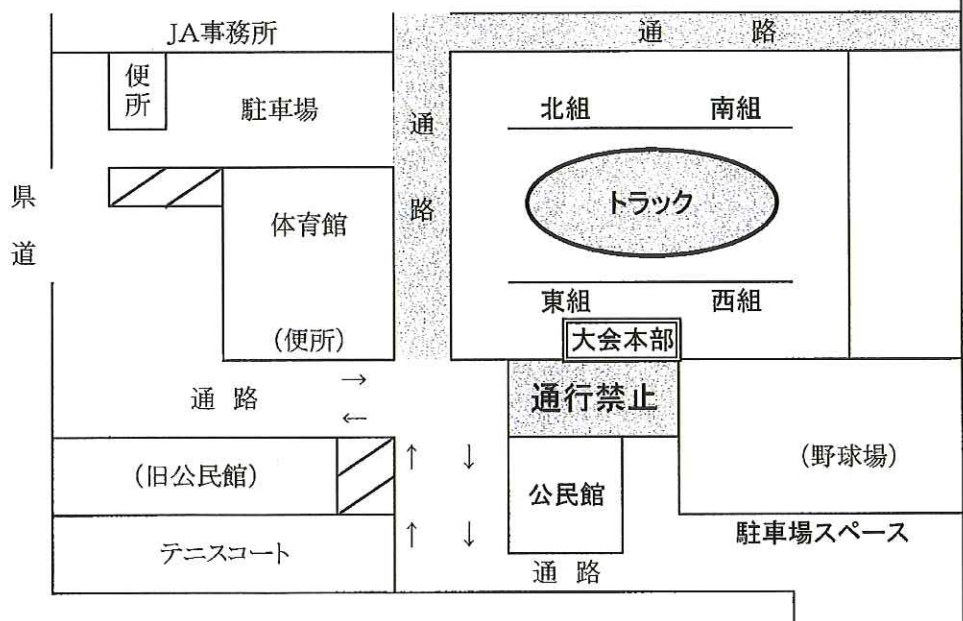 JA事務所
通 路
便所
駐車場
北組 南組
通路
県道
トラック
体育館
東組 西組
(便所)
大会本部
通 路
→
←
通行禁止
(旧公民館)
↑ ↓
(野球場)
公民館
テニスコート
↑ ↓
駐車場スペース
通 路